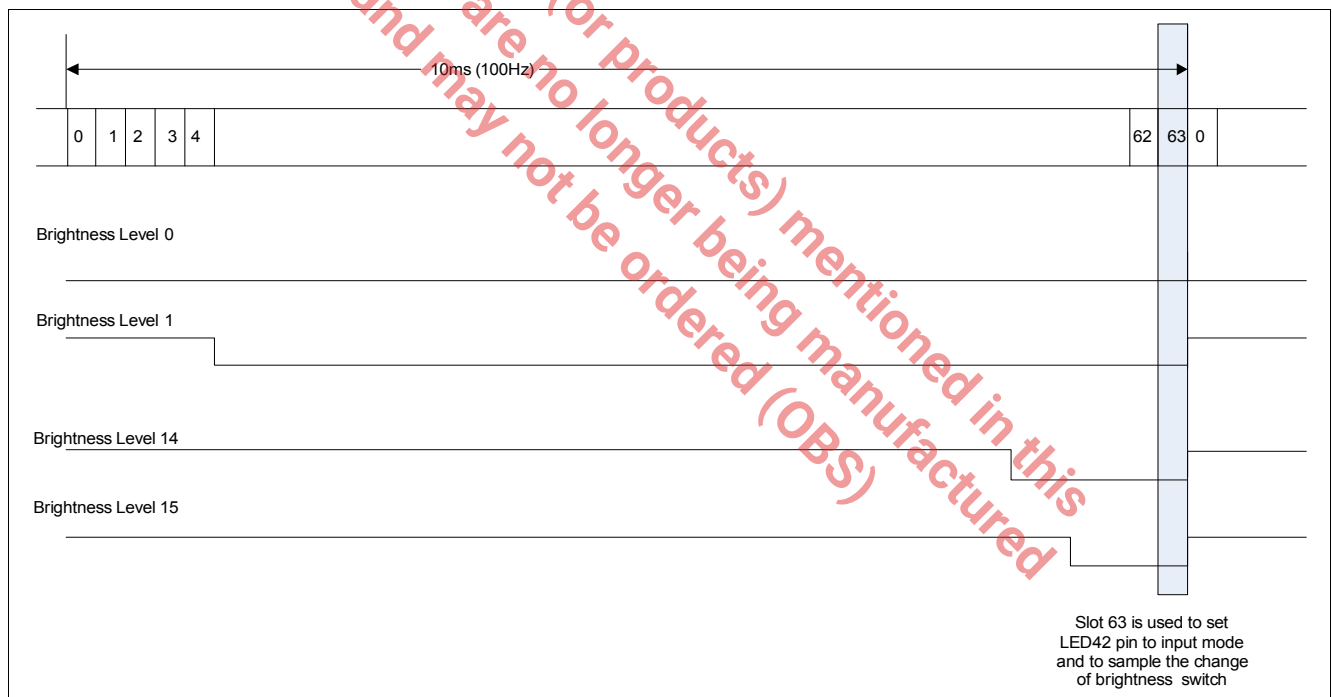 (or products) mentioned in this
are no longer being manufactured
and may not be ordered (OBS)
10ms (100Hz)
0 1 2 3 4 62 63 0
Brightness Level 0
Brightness Level 1
Brightness Level 14
Brightness Level 15
Slot 63 is used to set
LED42 pin to input mode
and to sample the change
of brightness switch